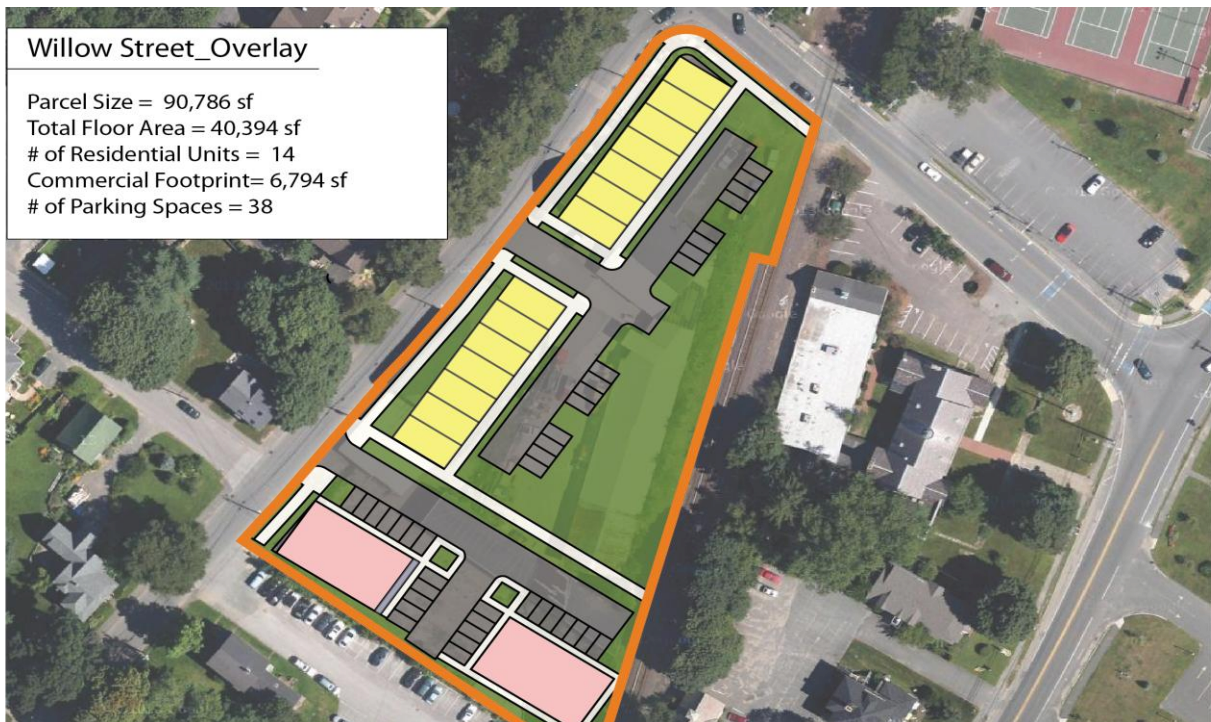 Willow Street_Overlay
Parcel Size = 90,786 sf
Total Floor Area = 40,394 sf
# of Residential Units = 14
Commercial Footprint= 6,794 sf
# of Parking Spaces = 38
Google